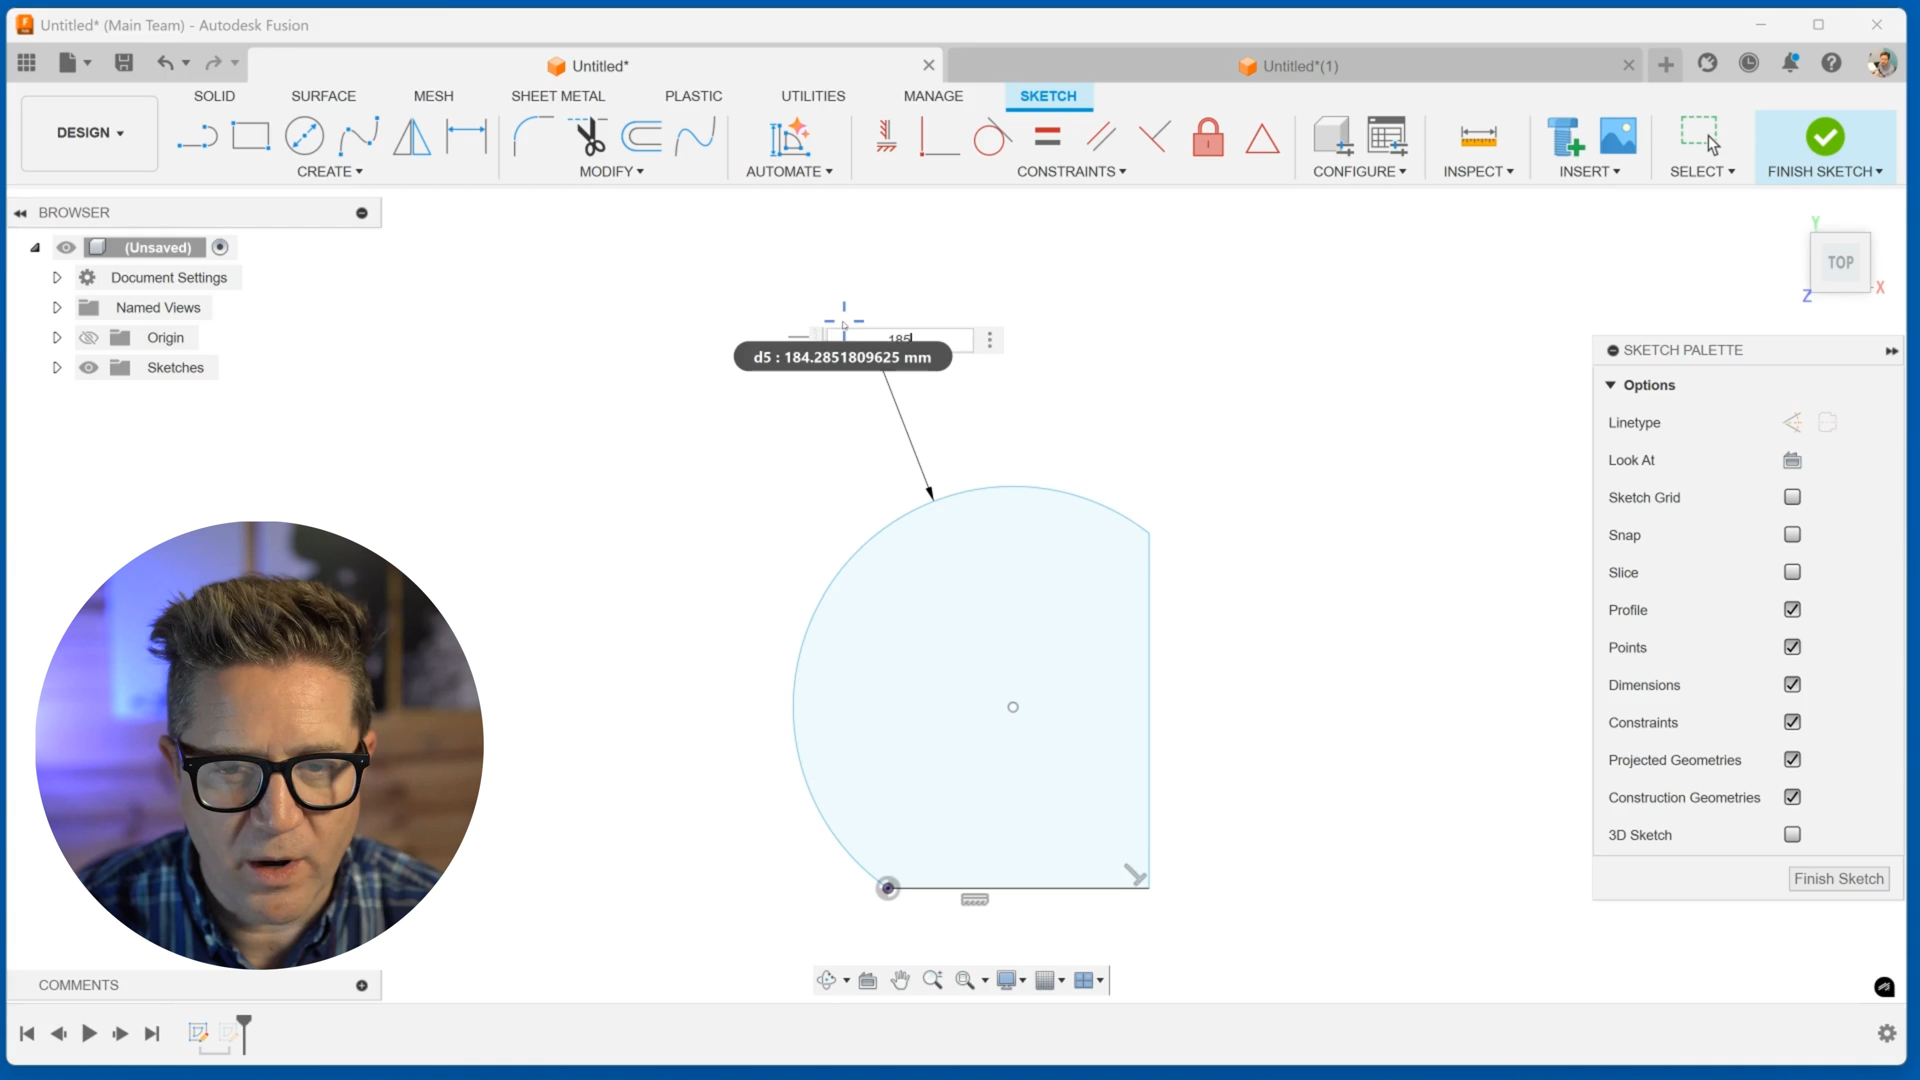 Untitled* (Main Team) - Autodesk Fusion
Untitled*
Untitled*(1)
SOLID
SURFACE
MESH
SHEET METAL
PLASTIC
UTILITIES
MANAGE
SKETCH
DESIGN
CREATE
MODIFY
AUTOMATE
CONSTRAINTS
CONFIGURE
INSPECT
INSERT
SELECT
FINISH SKETCH
BROWSER
(Unsaved)
Document Settings
Named Views
Origin
Sketches
Y
TOP
Z
X
185
d5 : 184.2851809625 mm
SKETCH PALETTE
Options
Linetype
Look At
Sketch Grid
Snap
Slice
Profile
Points
Dimensions
Constraints
Projected Geometries
Construction Geometries
3D Sketch
Finish Sketch
COMMENTS